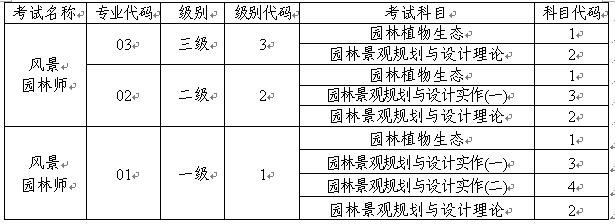 考试名称 专业代码 级别 级别代码 考试科目 科目代码
风景
园林师
03 三级 3
园林植物生态 1
园林景观规划与设计理论 2
02 二级 2
园林植物生态 1
园林景观规划与设计实作(一) 3
园林景观规划与设计理论 2
风景
园林师
01 一级 1
园林植物生态 1
园林景观规划与设计实作(一) 3
园林景观规划与设计实作(二) 4
园林景观规划与设计理论 2